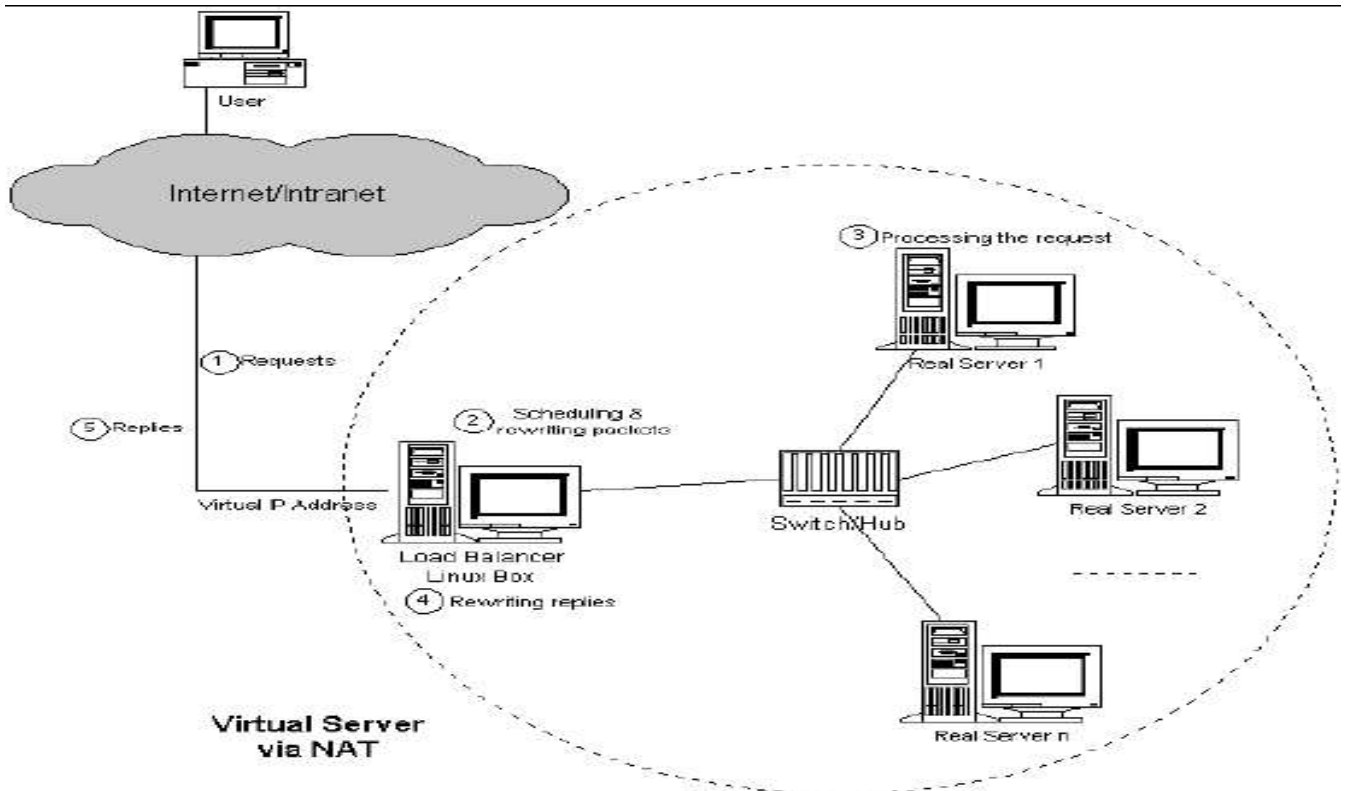 User
Internet/Intranet
3 Processing the request
Real Server 1
1 Requests
2 Scheduling &
rewriting packets
5 Replies
Virtual IP Address
Switch/Hub
Real Server 2
Load Balancer
Linux Box
4 Rewriting replies
Real Server n
Virtual Server
via NAT